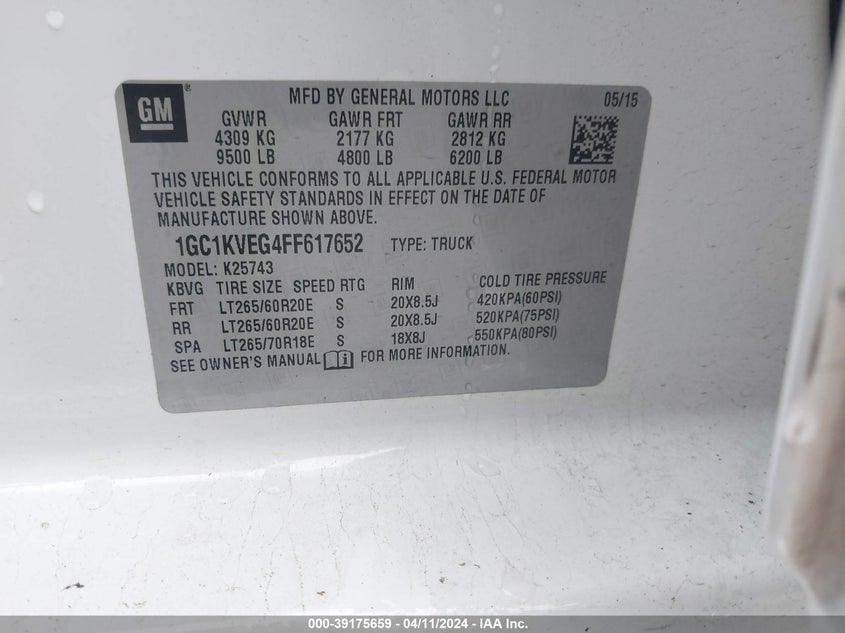 GM
MFD BY GENERAL MOTORS LLC 05/15
GVWR GAWR FRT GAWR RR
4309 KG 2177 KG 2812 KG
9500 LB 4800 LB 6200 LB
THIS VEHICLE CONFORMS TO ALL APPLICABLE U.S. FEDERAL MOTOR
VEHICLE SAFETY STANDARDS IN EFFECT ON THE DATE OF
MANUFACTURE SHOWN ABOVE.
1GC1KVEG4FF617652 TYPE: TRUCK
MODEL: K25743
KBVG TIRE SIZE SPEED RTG RIM COLD TIRE PRESSURE
FRT LT265/60R20E S 20X8.5J 420KPA(60PSI)
RR LT265/60R20E S 20X8.5J 520KPA(75PSI)
SPA LT265/70R18E S 18X8J 550KPA(80PSI)
SEE OWNER'S MANUAL i FOR MORE INFORMATION.
000-39175659 - 04/11/2024 - IAA Inc.